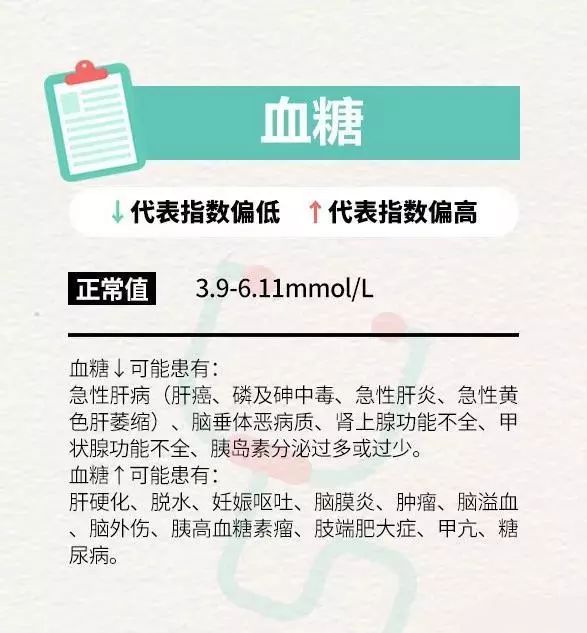 血糖
↓代表指数偏低 ↑代表指数偏高
正常值 3.9-6.11mmol/L
血糖↓可能患有：
急性肝病（肝癌、磷及砷中毒、急性肝炎、急性黄
色肝萎缩）、脑垂体恶病质、肾上腺功能不全、甲
状腺功能不全、胰岛素分泌过多或过少。
血糖↑可能患有：
肝硬化、脱水、妊娠呕吐、脑膜炎、肿瘤、脑溢血
、脑外伤、胰高血糖素瘤、肢端肥大症、甲亢、糖
尿病。